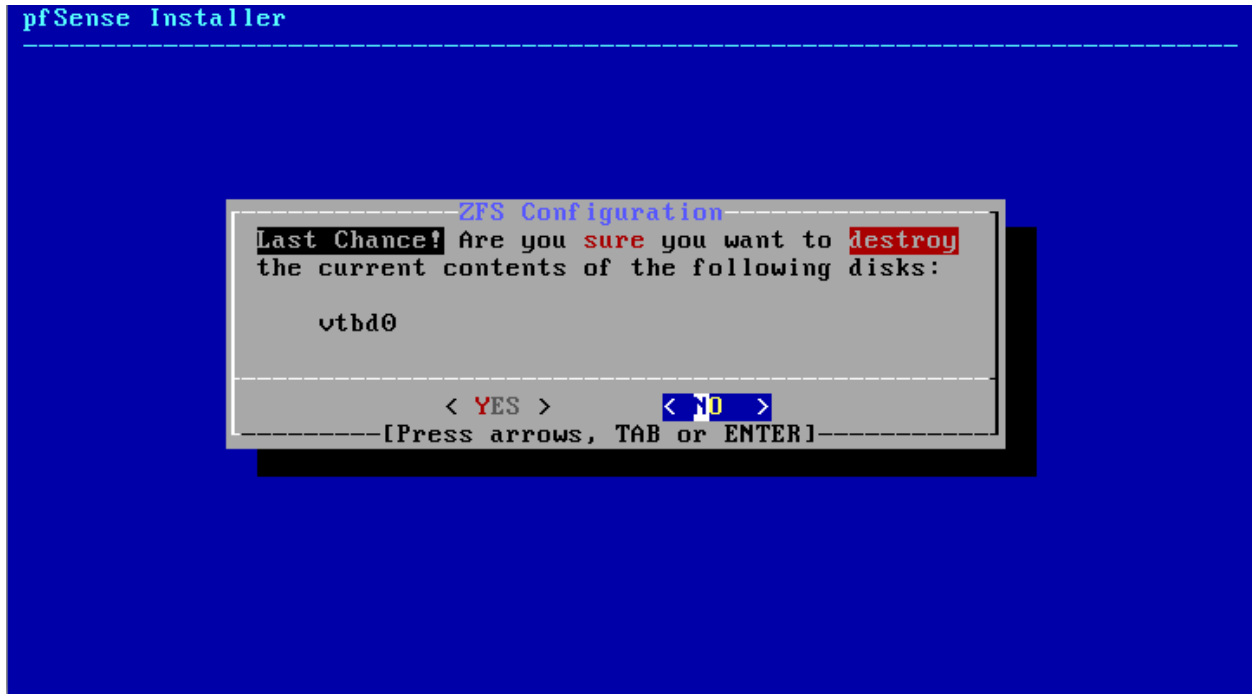 pfSense Installer
ZFS Configuration
Last Chance! Are you sure you want to destroy
the current contents of the following disks:
vtbd0
< YES > < NO >
[Press arrows, TAB or ENTER]